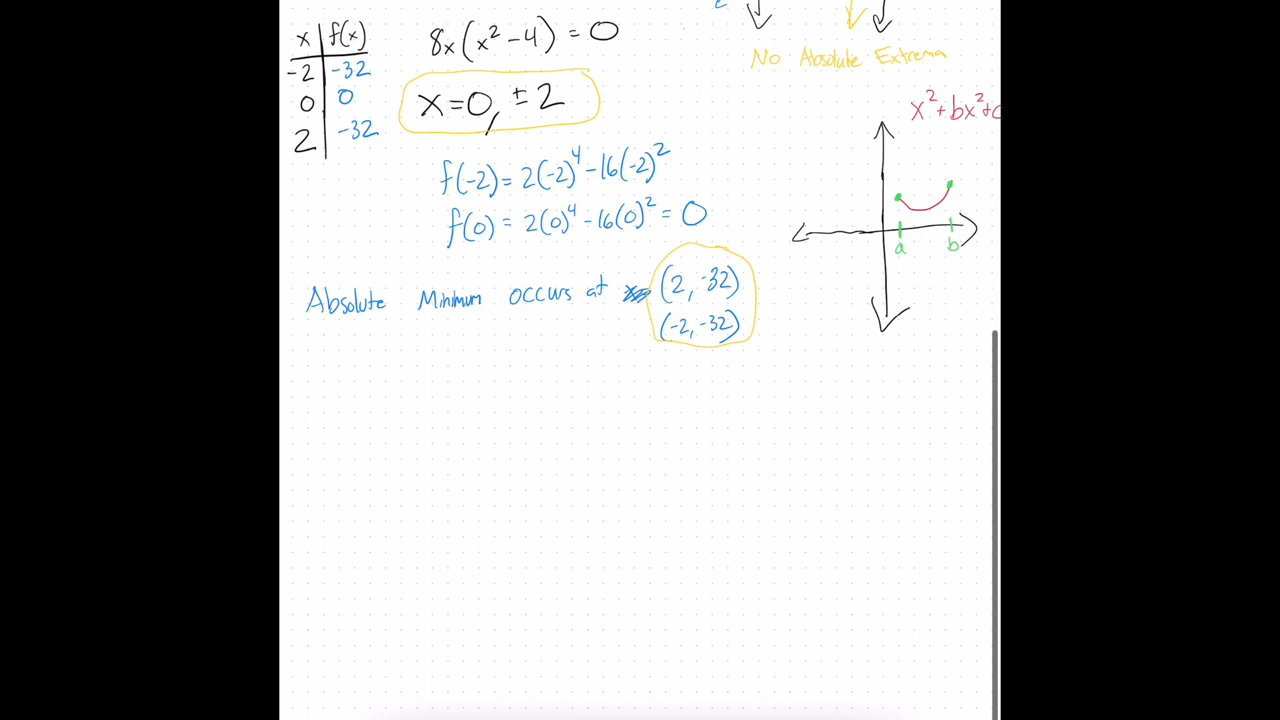 x f(x)
-2 -32
0 0
2 -32
8x(x² - 4) = 0
x = 0, ± 2
f(-2) = 2(-2)⁴ - 16(-2)²
f(0) = 2(0)⁴ - 16(0)² = 0
Absolute Minimum occurs at (2, -32)
(-2, -32)
No Absolute Extrema
x² + bx² + c
a b